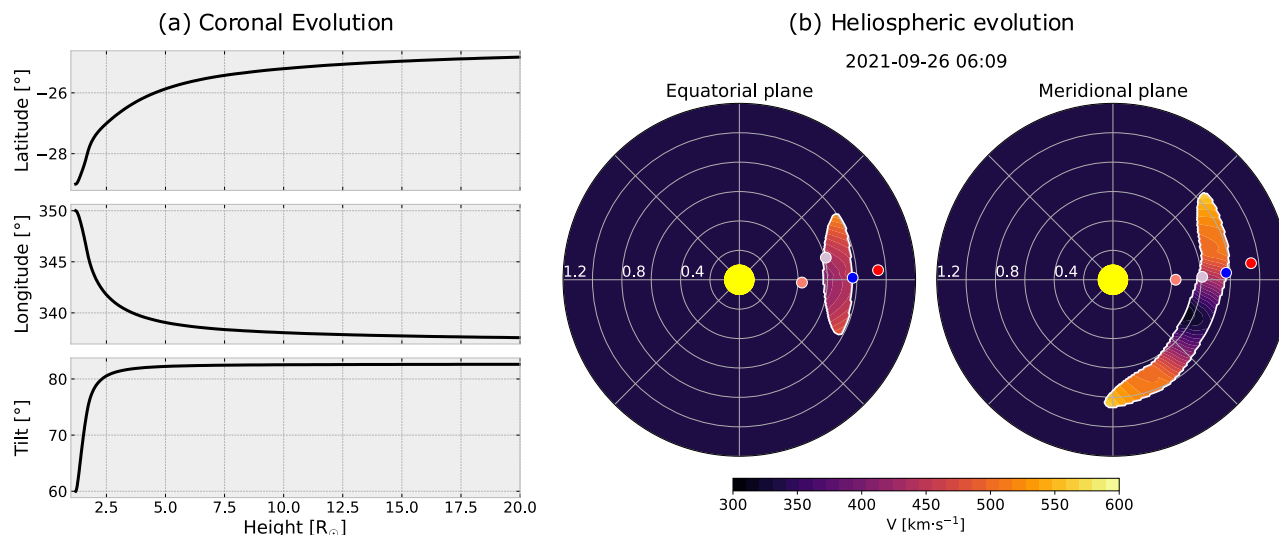 (a) Coronal Evolution
Latitude [°]
−26
−28
Longitude [°]
350
345
340
Tilt [°]
80
70
60
2.5 5.0 7.5 10.0 12.5 15.0 17.5 20.0
Height [R☉]
(b) Heliospheric evolution
2021-09-26 06:09
Equatorial plane
1.2 0.8 0.4
Meridional plane
1.2 0.8 0.4
300 350 400 450 500 550 600
V [km·s⁻¹]